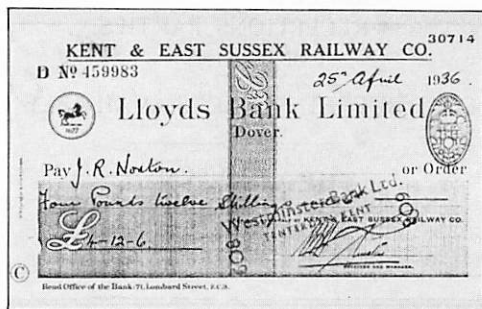 30714
KENT & EAST SUSSEX RAILWAY CO.
D Nº 459983
25th April 1936
1677
Lloyds Bank Limited
Dover.
Pay J. R. Norton. or Order
Four Pounds twelve Shillings
Westminster Bank Ltd.
TENTERDEN, KENT
KENT & EAST SUSSEX RAILWAY CO.
£4-12-6
C
Head Office of the Bank: 71, Lombard Street, E.C.3.